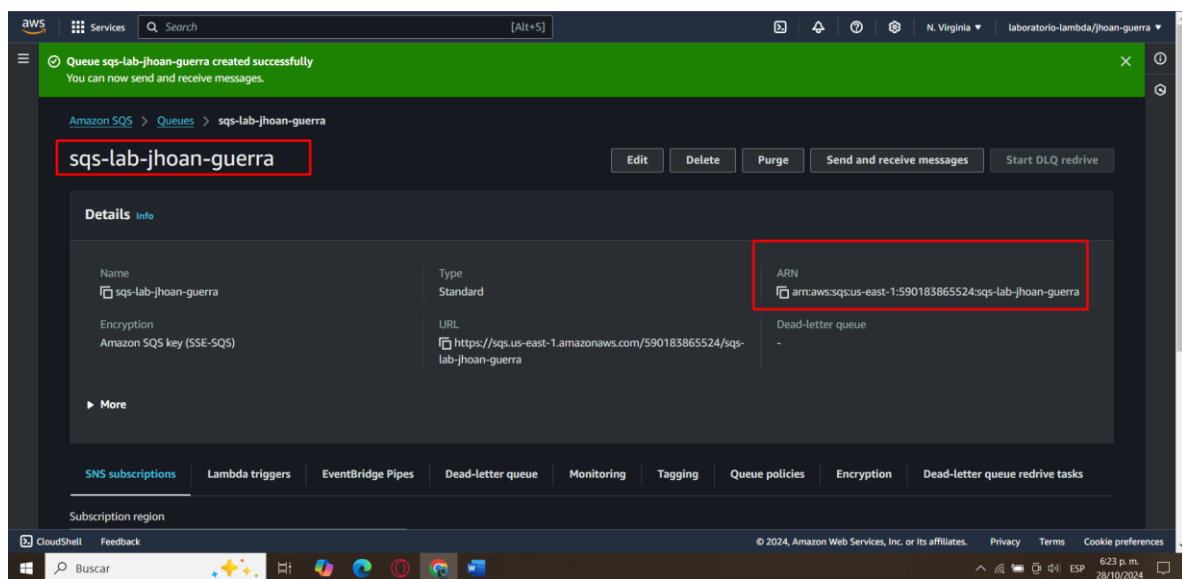 aws
Services
Search
[Alt+S]
N. Virginia
laboratorio-lambda/jhoan-guerra
Queue sqs-lab-jhoan-guerra created successfully
You can now send and receive messages.
Amazon SQS > Queues > sqs-lab-jhoan-guerra
sqs-lab-jhoan-guerra
Edit
Delete
Purge
Send and receive messages
Start DLQ redrive
Details Info
Name
sqs-lab-jhoan-guerra
Type
Standard
ARN
arn:aws:sqs:us-east-1:590183865524:sqs-lab-jhoan-guerra
Encryption
Amazon SQS key (SSE-SQS)
URL
https://sqs.us-east-1.amazonaws.com/590183865524/sqs-
lab-jhoan-guerra
Dead-letter queue
-
More
SNS subscriptions
Lambda triggers
EventBridge Pipes
Dead-letter queue
Monitoring
Tagging
Queue policies
Encryption
Dead-letter queue redrive tasks
Subscription region
CloudShell
Feedback
© 2024, Amazon Web Services, Inc. or its affiliates.
Privacy
Terms
Cookie preferences
Buscar
ESP
6:23 p. m.
28/10/2024